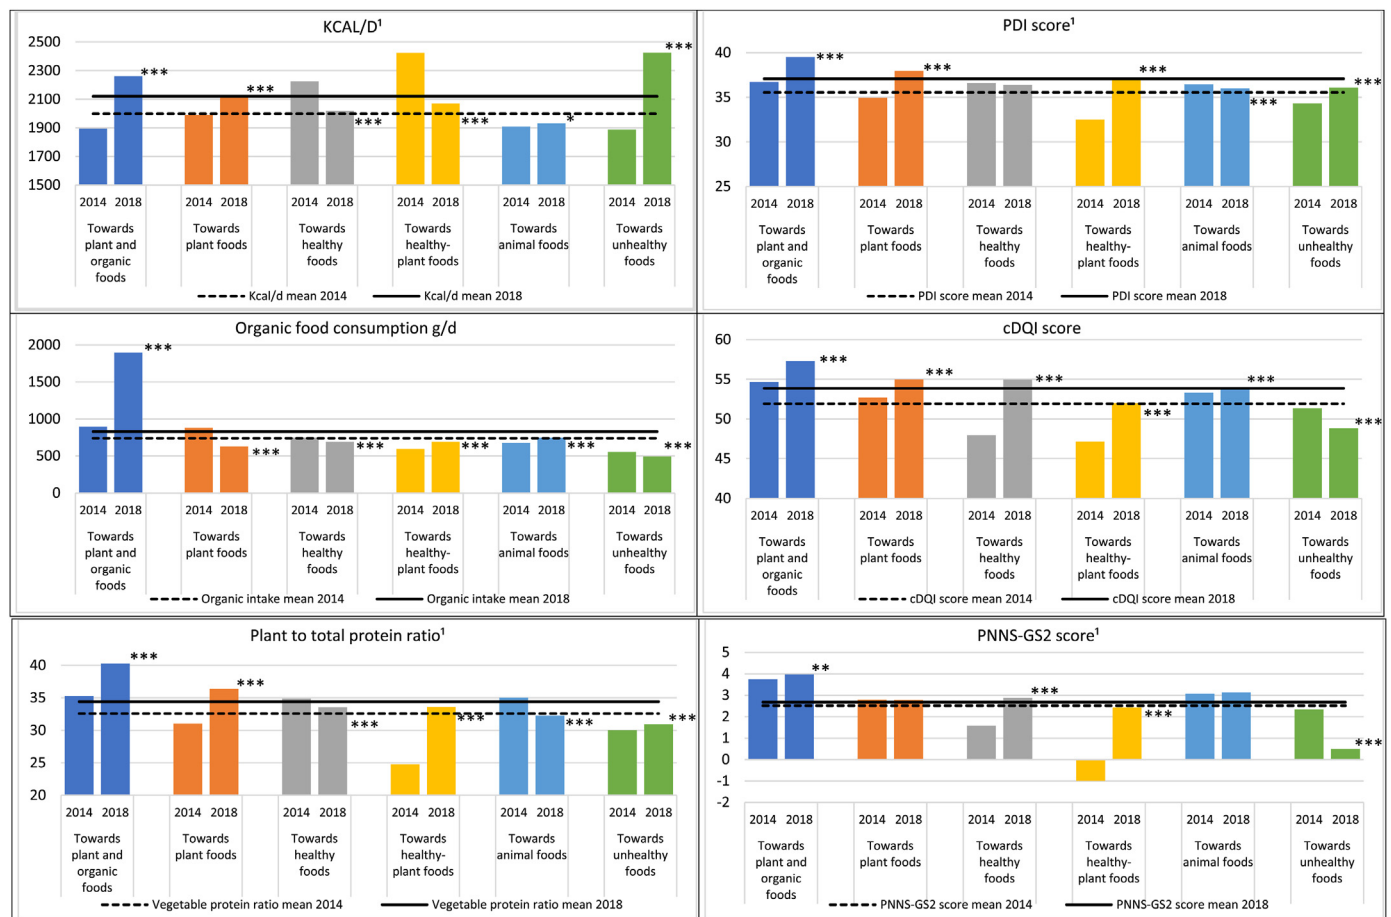 KCAL/D¹
2500
2300
2100
1900
1700
1500
***
***
***
***
*
***
2014 2018 2014 2018 2014 2018 2014 2018 2014 2018 2014 2018
Towards plant and organic foods
Towards plant foods
Towards healthy foods
Towards healthy-plant foods
Towards animal foods
Towards unhealthy foods
Kcal/d mean 2014 Kcal/d mean 2018
PDI score¹
40
35
30
25
***
***
***
***
***
2014 2018 2014 2018 2014 2018 2014 2018 2014 2018 2014 2018
Towards plant and organic foods
Towards plant foods
Towards healthy foods
Towards healthy-plant foods
Towards animal foods
Towards unhealthy foods
PDI score mean 2014 PDI score mean 2018
Organic food consumption g/d
2000
1500
1000
500
0
***
***
***
***
***
***
2014 2018 2014 2018 2014 2018 2014 2018 2014 2018 2014 2018
Towards plant and organic foods
Towards plant foods
Towards healthy foods
Towards healthy-plant foods
Towards animal foods
Towards unhealthy foods
Organic intake mean 2014 Organic intake mean 2018
cDQI score
60
55
50
45
40
***
***
***
***
***
***
2014 2018 2014 2018 2014 2018 2014 2018 2014 2018 2014 2018
Towards plant and organic foods
Towards plant foods
Towards healthy foods
Towards healthy-plant foods
Towards animal foods
Towards unhealthy foods
cDQI score mean 2014 cDQI score mean 2018
Plant to total protein ratio¹
40
35
30
25
20
***
***
***
***
***
***
2014 2018 2014 2018 2014 2018 2014 2018 2014 2018 2014 2018
Towards plant and organic foods
Towards plant foods
Towards healthy foods
Towards healthy-plant foods
Towards animal foods
Towards unhealthy foods
Vegetable protein ratio mean 2014 Vegetable protein ratio mean 2018
PNNS-GS2 score¹
5
4
3
2
1
0
-1
-2
**
***
***
***
2014 2018 2014 2018 2014 2018 2014 2018 2014 2018 2014 2018
Towards plant and organic foods
Towards plant foods
Towards healthy foods
Towards healthy-plant foods
Towards animal foods
Towards unhealthy foods
PNNS-GS2 score mean 2014 PNNS-GS2 score mean 2018